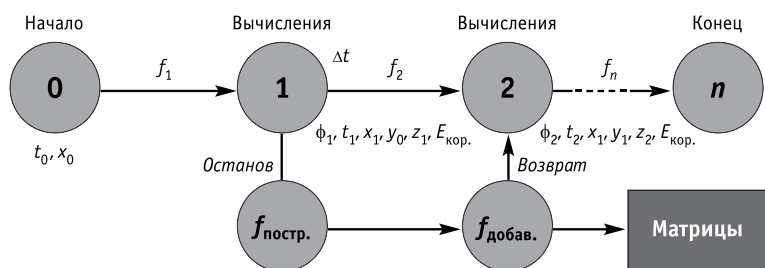 Начало Вычисления Вычисления Конец
f1 Δt f2 fn
0 1 2 n
t0, x0
ϕ1, t1, x1, y0, z1, Eкор. ϕ2, t2, x1, y1, z2, Eкор.
Останов Возврат
fпостр. fдобав. Матрицы